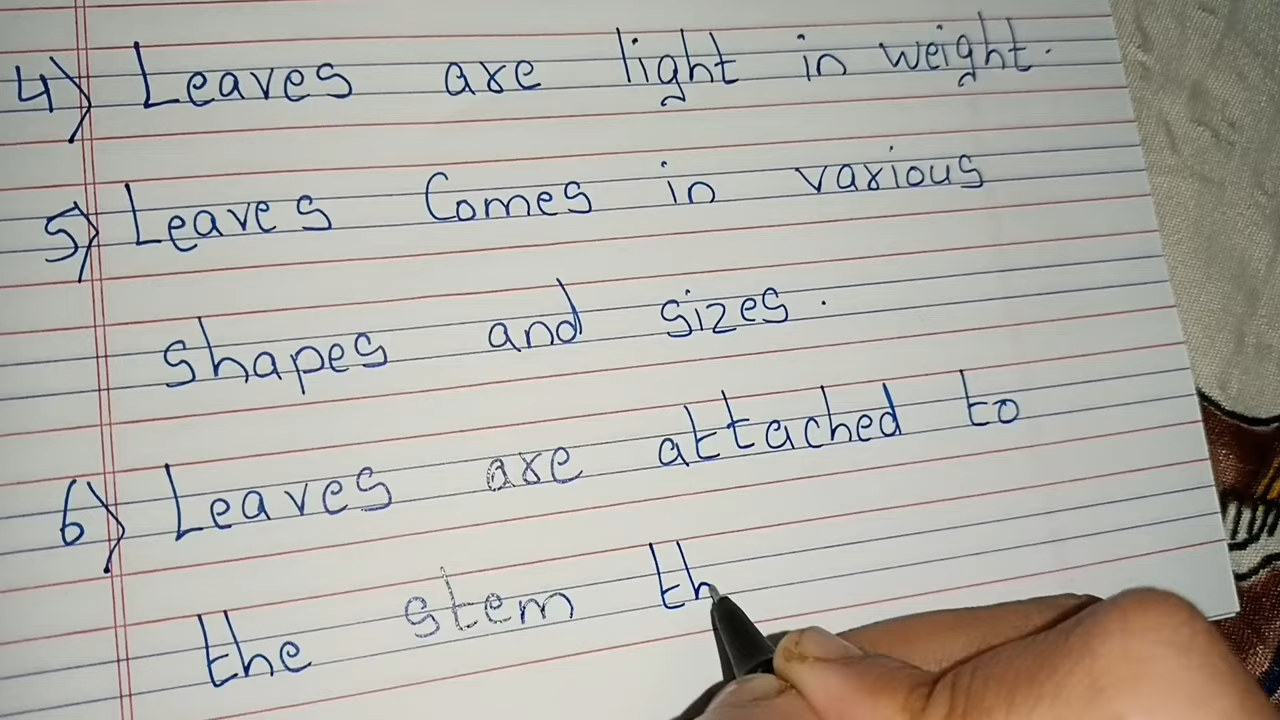 4) Leaves are light in weight.
5) Leaves Comes in various
shapes and sizes.
6) Leaves are attached to
the stem th